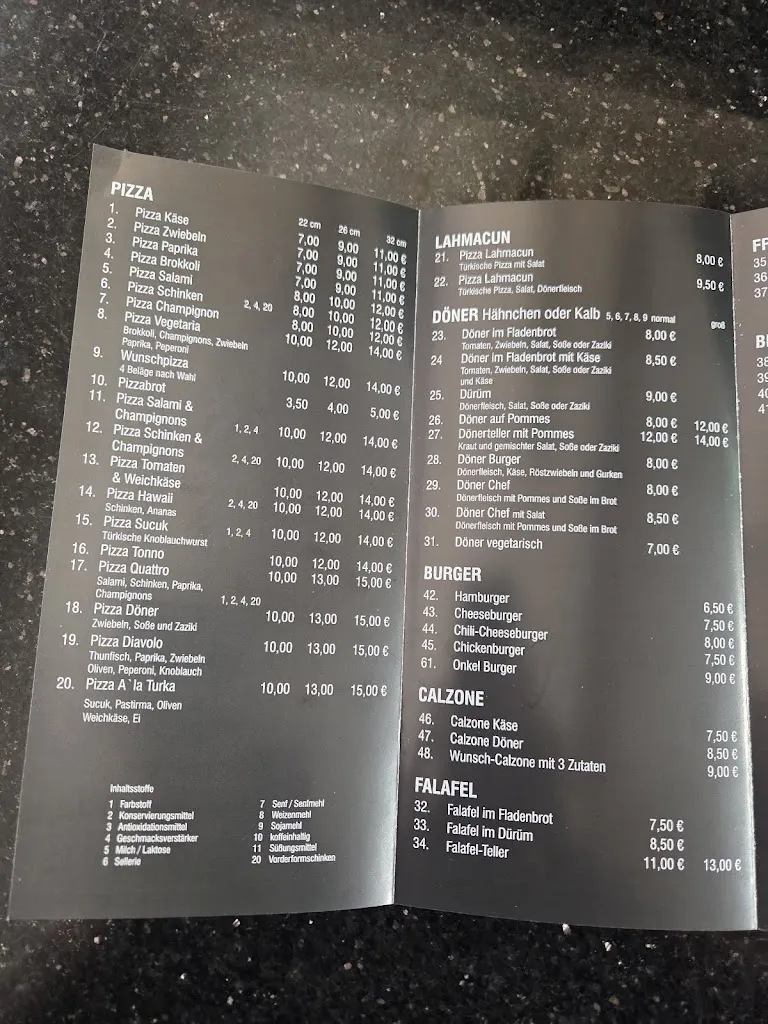 PIZZA
22 cm 26 cm 32 cm
1. Pizza Käse 7,00 9,00 11,00 €
2. Pizza Zwiebeln 7,00 9,00 11,00 €
3. Pizza Paprika 7,00 9,00 11,00 €
4. Pizza Brokkoli 7,00 9,00 11,00 €
5. Pizza Salami 8,00 10,00 12,00 €
6. Pizza Schinken 2, 4, 20 8,00 10,00 12,00 €
7. Pizza Champignon 8,00 10,00 12,00 €
8. Pizza Vegetaria 10,00 12,00 14,00 €
Brokkoli, Champignons, Zwiebeln
Paprika, Peperoni
9. Wunschpizza 10,00 12,00 14,00 €
4 Beläge nach Wahl
10. Pizzabrot 3,50 4,00 5,00 €
11. Pizza Salami &
Champignons 1, 2, 4 10,00 12,00 14,00 €
12. Pizza Schinken &
Champignons 2, 4, 20 10,00 12,00 14,00 €
13. Pizza Tomaten
& Weichkäse 10,00 12,00 14,00 €
14. Pizza Hawaii 2, 4, 20 10,00 12,00 14,00 €
Schinken, Ananas
15. Pizza Sucuk 1, 2, 4 10,00 12,00 14,00 €
Türkische Knoblauchwurst
16. Pizza Tonno 10,00 12,00 14,00 €
17. Pizza Quattro 10,00 13,00 15,00 €
Salami, Schinken, Paprika,
Champignons 1, 2, 4, 20
18. Pizza Döner 10,00 13,00 15,00 €
Zwiebeln, Soße und Zaziki
19. Pizza Diavolo 10,00 13,00 15,00 €
Thunfisch, Paprika, Zwiebeln
Oliven, Peperoni, Knoblauch
20. Pizza A`la Turka 10,00 13,00 15,00 €
Sucuk, Pastirma, Oliven
Weichkäse, Ei
Inhaltsstoffe
1 Farbstoff
2 Konservierungsmittel
3 Antioxidationsmittel
4 Geschmacksverstärker
5 Milch / Laktose
6 Sellerie
7 Senf / Senfmehl
8 Weizenmehl
9 Sojamehl
10 koffeinhaltig
11 Süßungsmittel
20 Vorderformschinken
LAHMACUN
21. Pizza Lahmacun 8,00 €
Türkische Pizza mit Salat
22. Pizza Lahmacun 9,50 €
Türkische Pizza, Salat, Dönerfleisch
DÖNER Hähnchen oder Kalb 5, 6, 7, 8, 9 normal groß
23. Döner im Fladenbrot 8,00 €
Tomaten, Zwiebeln, Salat, Soße oder Zaziki
24 Döner im Fladenbrot mit Käse 8,50 €
Tomaten, Zwiebeln, Salat, Soße oder Zaziki
und Käse
25. Dürüm 9,00 €
Dönerfleisch, Salat, Soße oder Zaziki
26. Döner auf Pommes 8,00 € 12,00 €
27. Dönerteller mit Pommes 12,00 € 14,00 €
Kraut und gemischter Salat, Soße oder Zaziki
28. Döner Burger 8,00 €
Dönerfleisch, Käse, Röstzwiebeln und Gurken
29. Döner Chef 8,00 €
Dönerfleisch mit Pommes und Soße im Brot
30. Döner Chef mit Salat 8,50 €
Dönerfleisch mit Pommes und Soße im Brot
31. Döner vegetarisch 7,00 €
BURGER
42. Hamburger 6,50 €
43. Cheeseburger 7,50 €
44. Chili-Cheeseburger 8,00 €
45. Chickenburger 7,50 €
61. Onkel Burger 9,00 €
CALZONE
46. Calzone Käse 7,50 €
47. Calzone Döner 8,50 €
48. Wunsch-Calzone mit 3 Zutaten 9,00 €
FALAFEL
32. Falafel im Fladenbrot 7,50 €
33. Falafel im Dürüm 8,50 €
34. Falafel-Teller 11,00 € 13,00 €
35
36
37
38
39
40